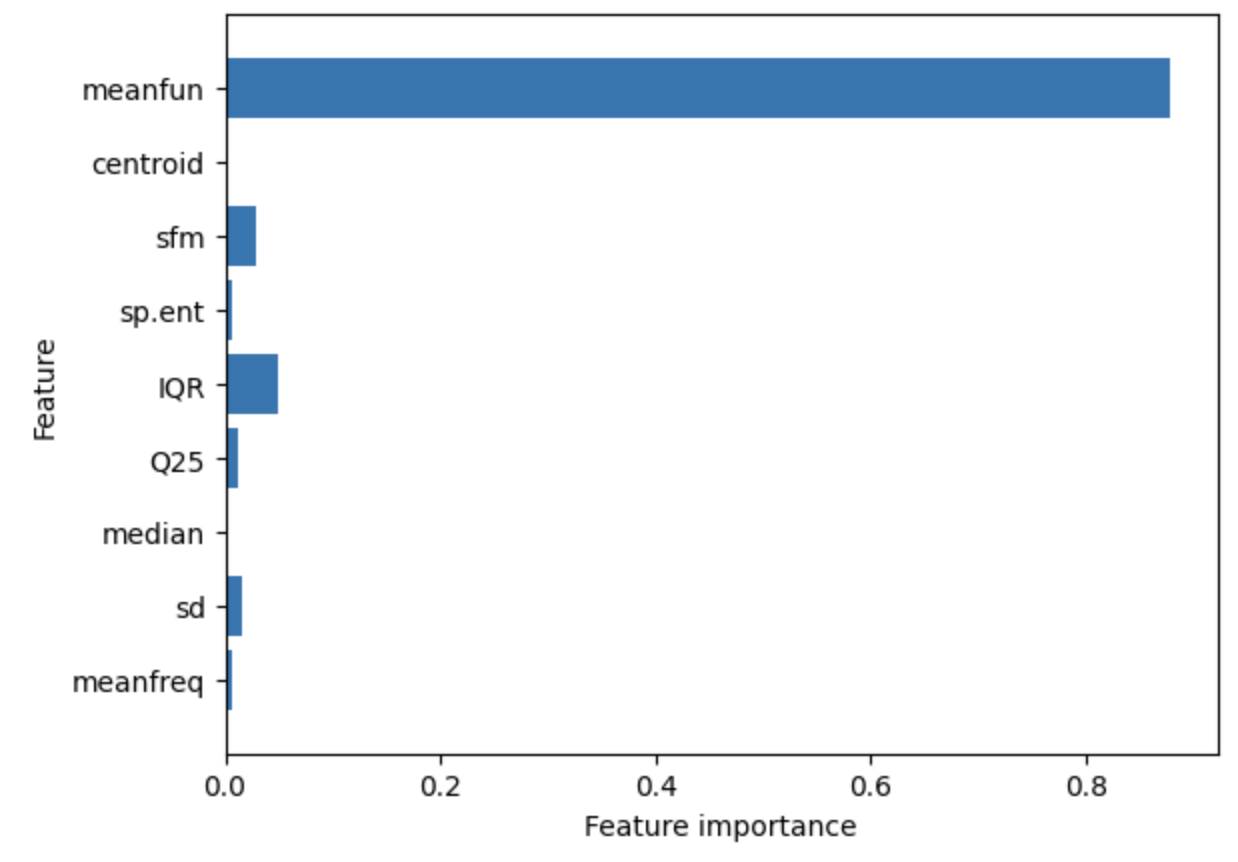 meanfun
centroid
sfm
sp.ent
IQR
Q25
median
sd
meanfreq
Feature
0.0 0.2 0.4 0.6 0.8
Feature importance